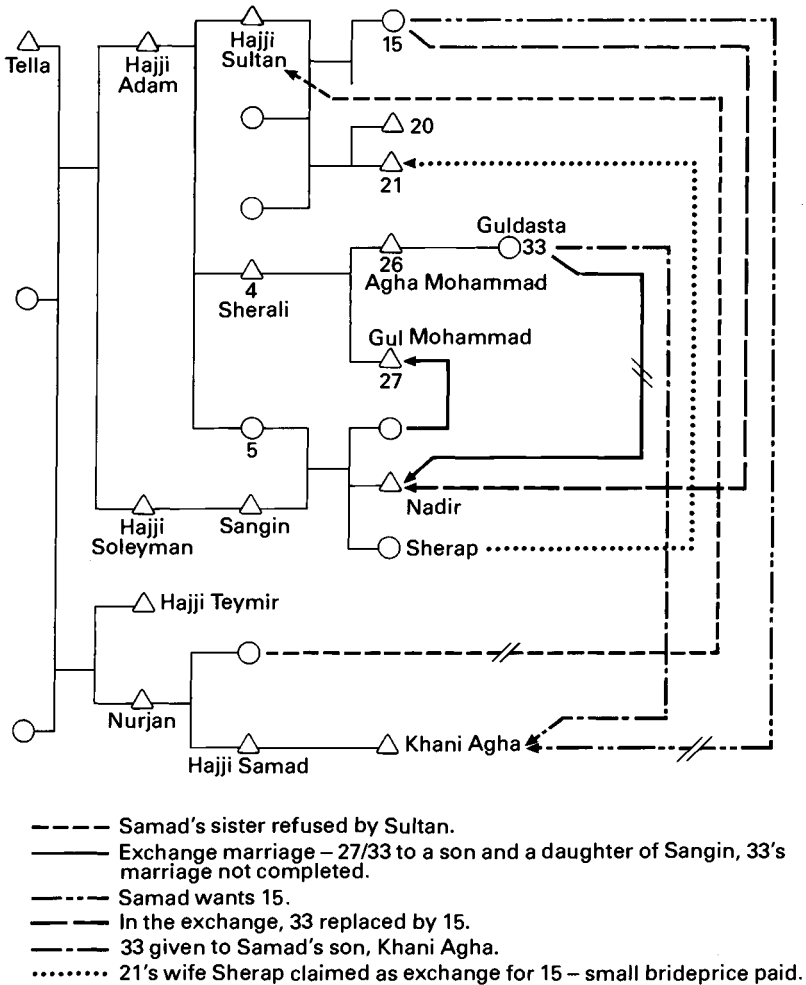 Tella
Hajji
Adam
Hajji
Sultan
15
20
21
Guldasta
33
26
Agha Mohammad
4
Sherali
Gul Mohammad
27
5
Nadir
Hajji
Soleyman
Sangin
Sherap
Hajji Teymir
Nurjan
Hajji Samad
Khani Agha
Samad's sister refused by Sultan.
Exchange marriage – 27/33 to a son and a daughter of Sangin, 33's
marriage not completed.
Samad wants 15.
In the exchange, 33 replaced by 15.
33 given to Samad's son, Khani Agha.
21's wife Sherap claimed as exchange for 15 – small brideprice paid.